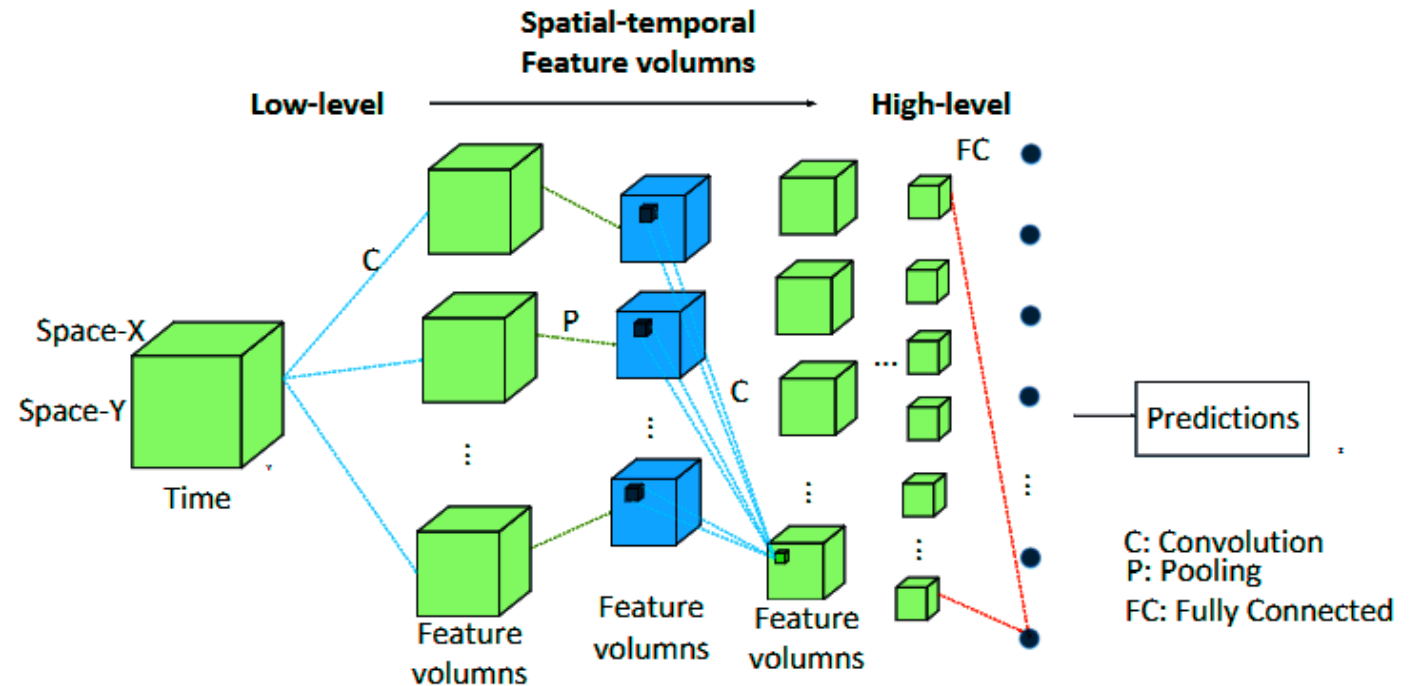 Spatial-temporal
Feature volumns
Low-level
High-level
FC
C
Space-X
P
Space-Y
C
...
Predictions
Time
C: Convolution
P: Pooling
FC: Fully Connected
Feature
volumns
Feature
volumns
Feature
volumns